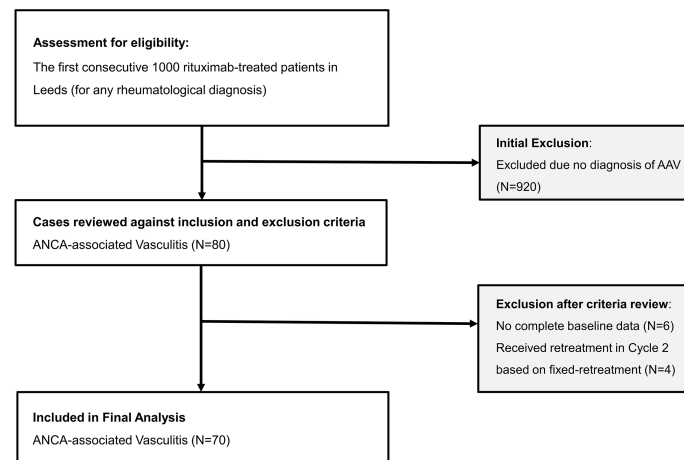 Assessment for eligibility:
The first consecutive 1000 rituximab-treated patients in
Leeds (for any rheumatological diagnosis)
Initial Exclusion:
Excluded due no diagnosis of AAV
(N=920)
Cases reviewed against inclusion and exclusion criteria
ANCA-associated Vasculitis (N=80)
Exclusion after criteria review:
No complete baseline data (N=6)
Received retreatment in Cycle 2
based on fixed-retreatment (N=4)
Included in Final Analysis
ANCA-associated Vasculitis (N=70)